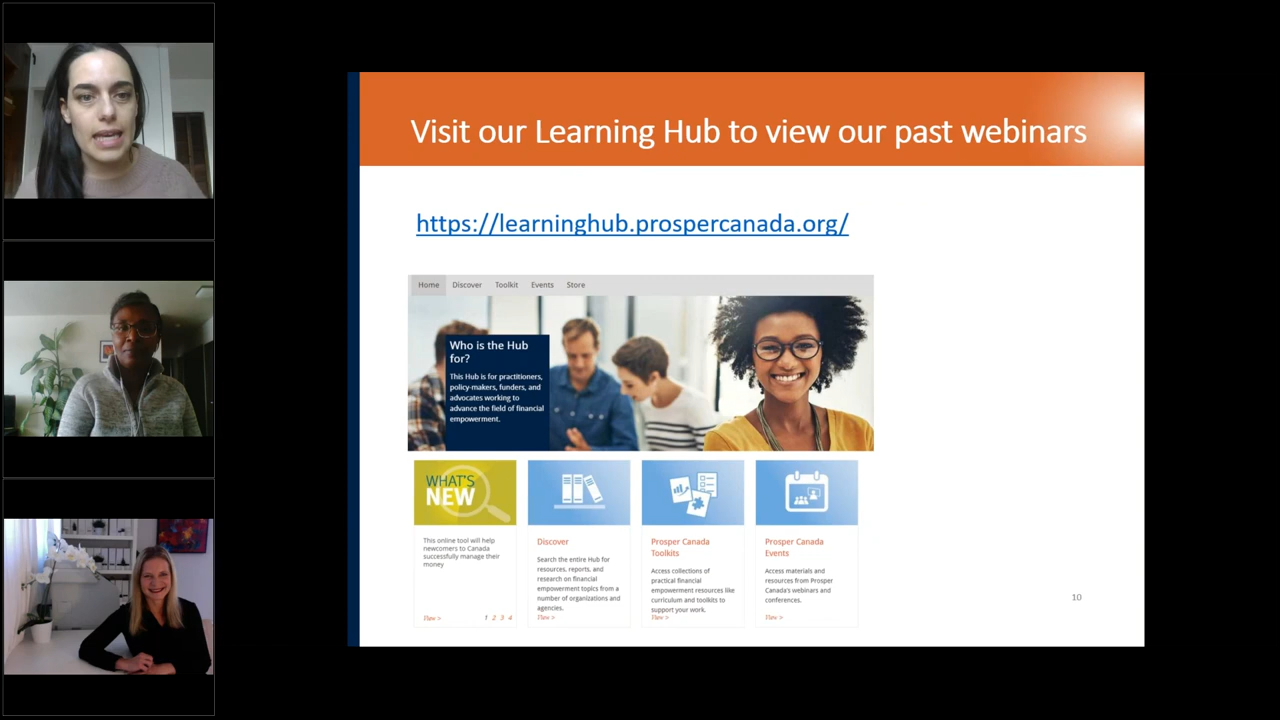 Visit our Learning Hub to view our past webinars
https://learninghub.prospercanada.org/
Home Discover Toolkit Events Store
Who is the Hub
for?
This Hub is for practitioners,
policy-makers, funders, and
advocates working to
advance the field of financial
empowerment.
WHAT'S
NEW
This online tool will help
newcomers to Canada
successfully manage their
money
View >
1 2 3 4
Discover
Search the entire Hub for
resources, reports, and
research on financial
empowerment topics from a
number of organizations and
agencies.
View >
Prosper Canada
Toolkits
Access collections of
practical financial
empowerment resources like
curriculum and toolkits to
support your work.
View >
Prosper Canada
Events
Access materials and
resources from Prosper
Canada's webinars and
conferences.
View >
10